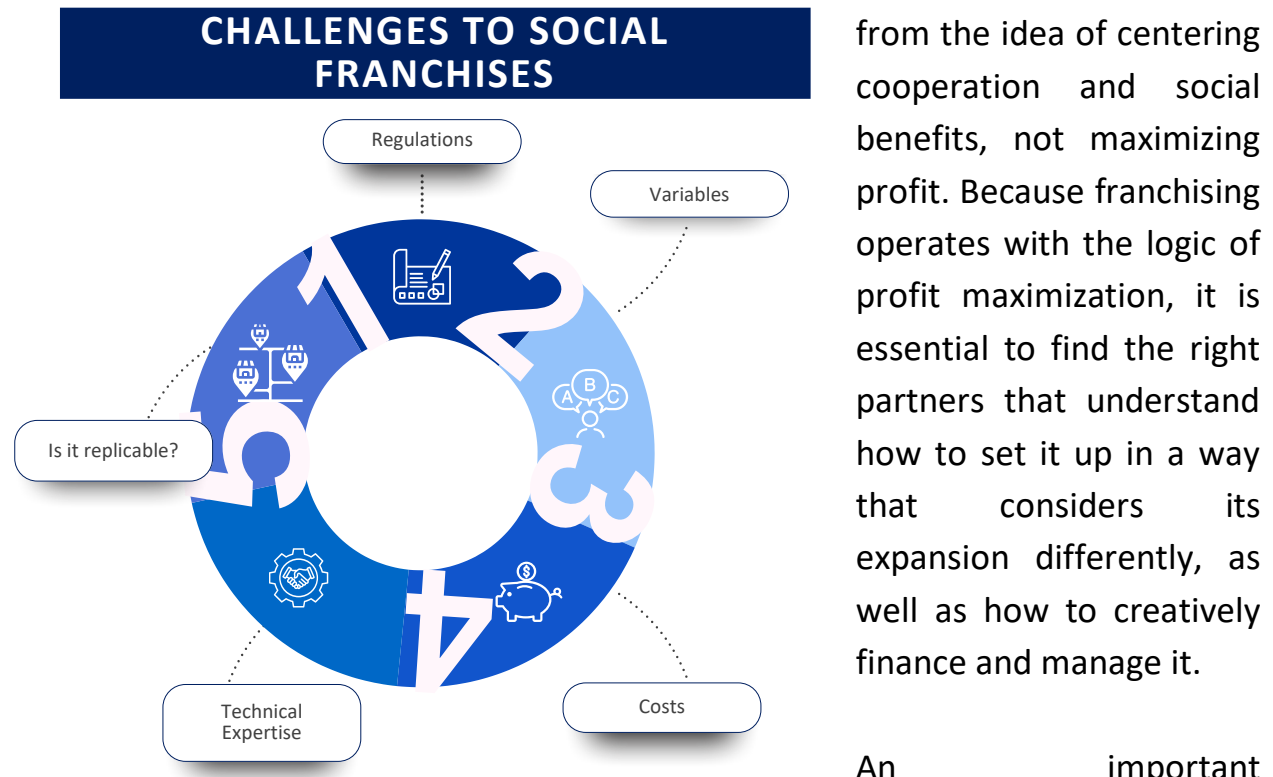 CHALLENGES TO SOCIAL
FRANCHISES
Regulations
Variables
Is it replicable?
Technical
Expertise
Costs
1
2
3
4
5
A
B
C
$
from the idea of centering
cooperation and social
benefits, not maximizing
profit. Because franchising
operates with the logic of
profit maximization, it is
essential to find the right
partners that understand
how to set it up in a way
that considers its
expansion differently, as
well as how to creatively
finance and manage it.
An important